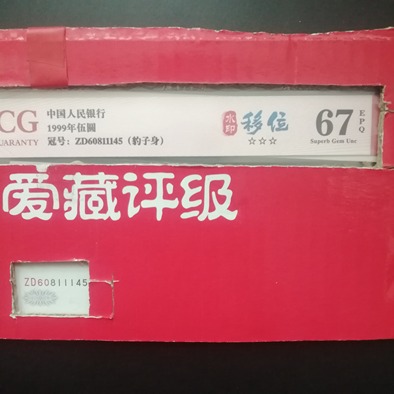 CG
UARANTY
中国人民银行
1999年伍圆
冠号：ZD60811145（豹子身）
水印
移位
☆☆☆
67
EPQ
Superb Gem Unc
爱藏评级
ZD60811145